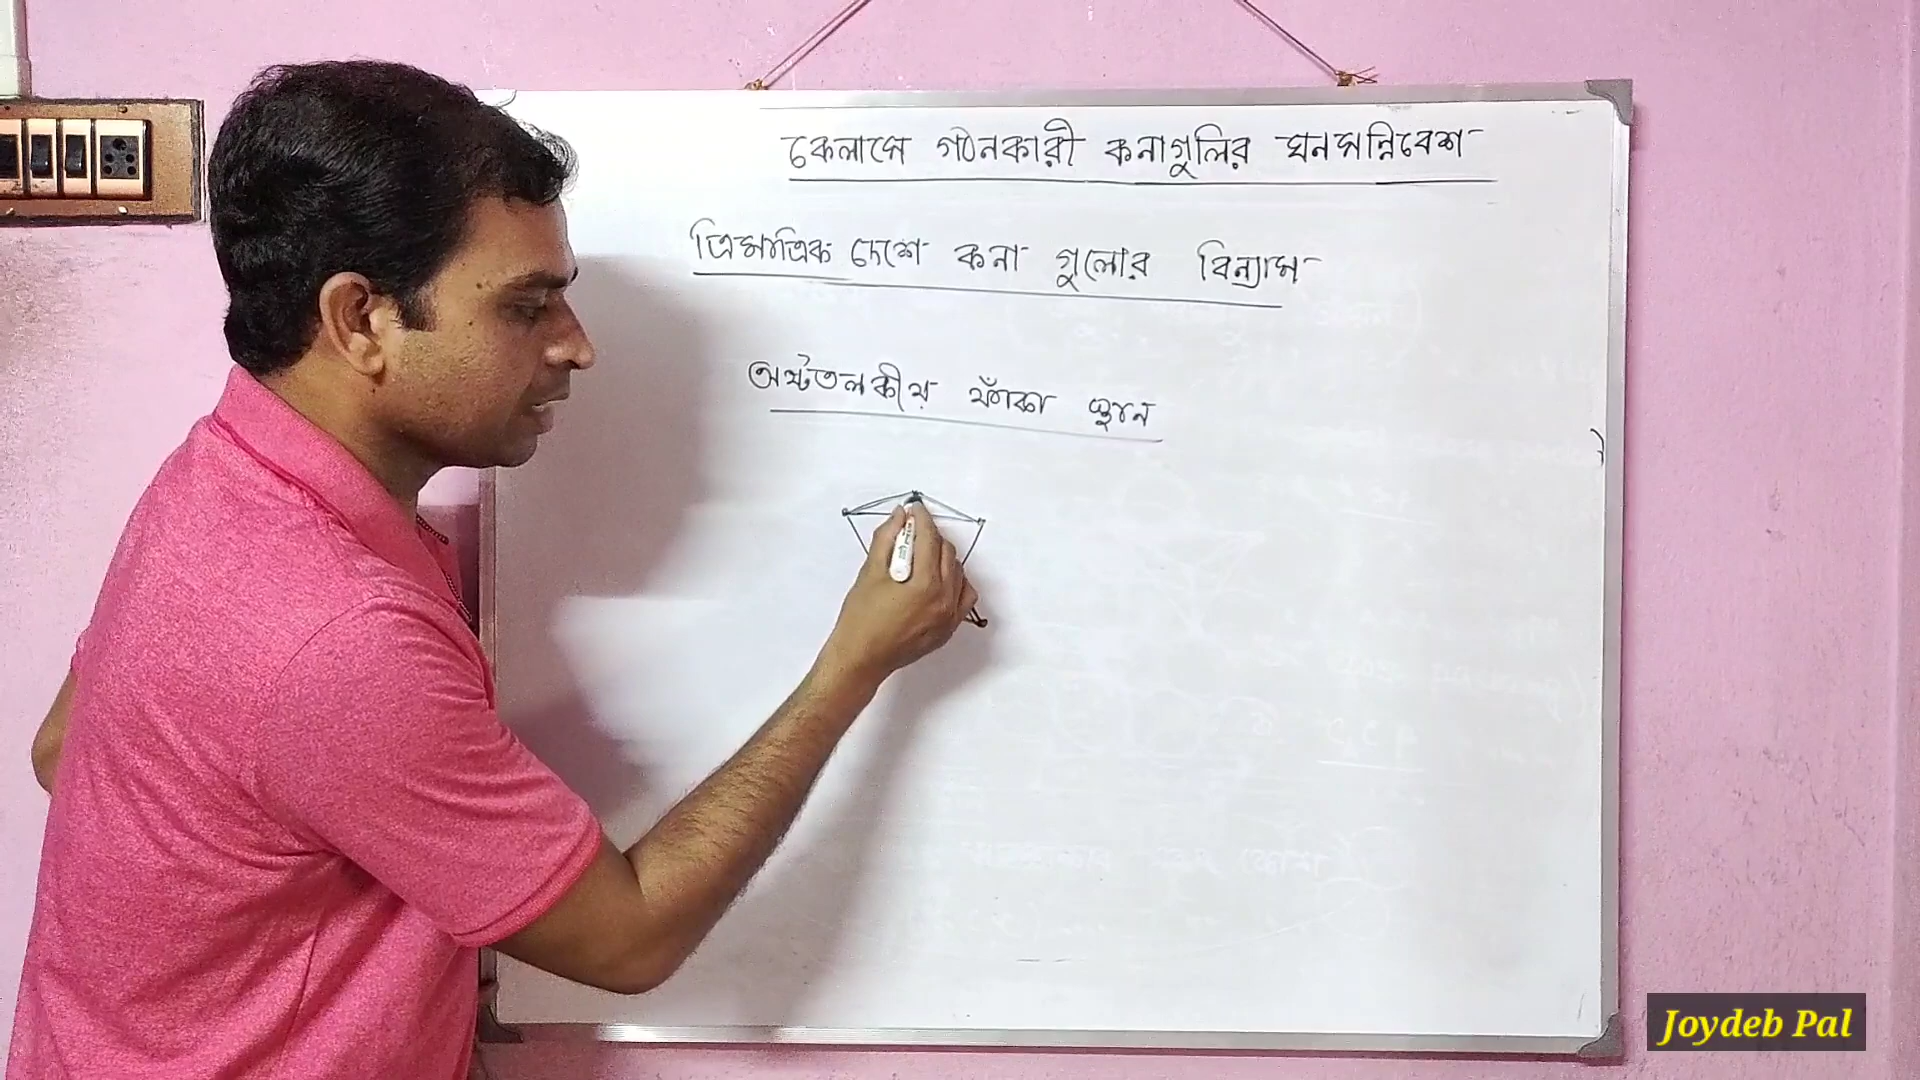 কেলাসে গঠনকারী কনাগুলির ঘনসন্নিবেশ
ত্রিমাত্রিক দেশে কনা গুলোর বিন্যাস
অষ্টতলকীয় ফাঁকা স্থান
Joydeb Pal